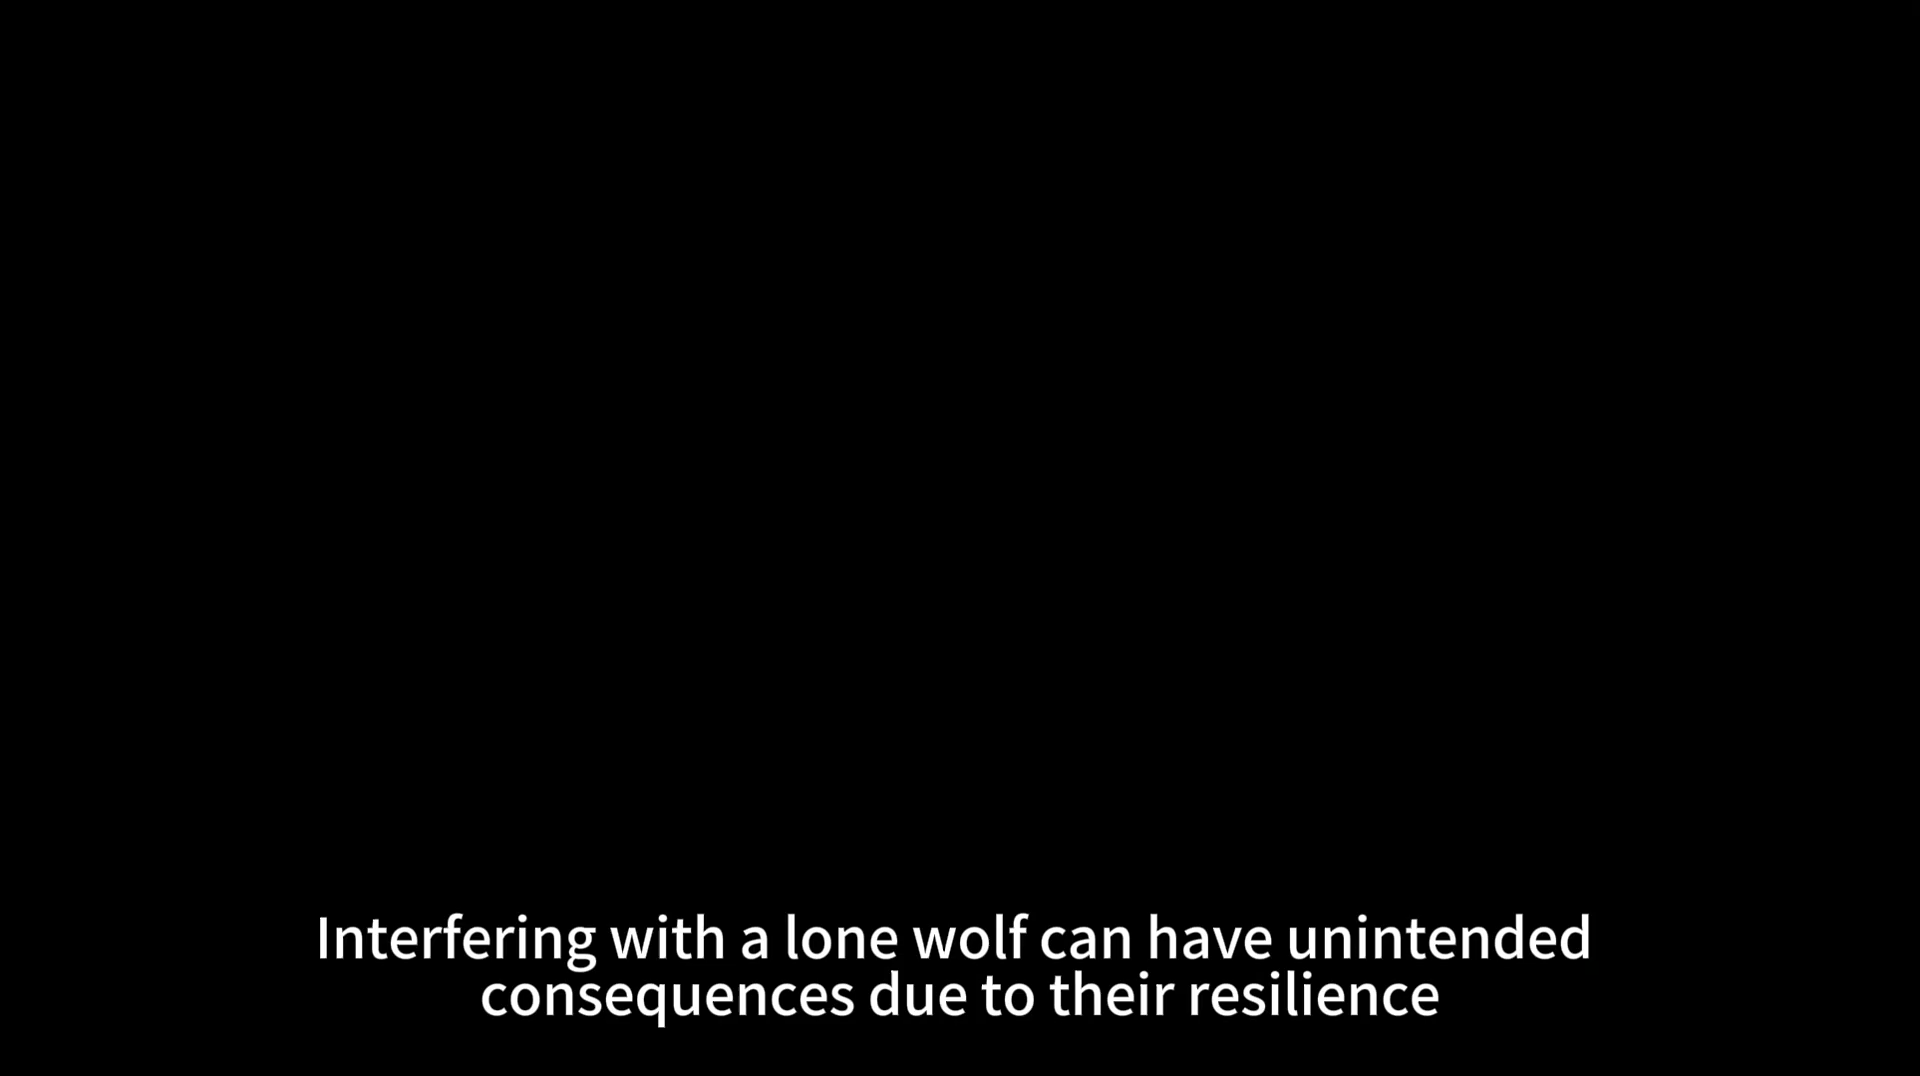 Interfering with a lone wolf can have unintended
consequences due to their resilience